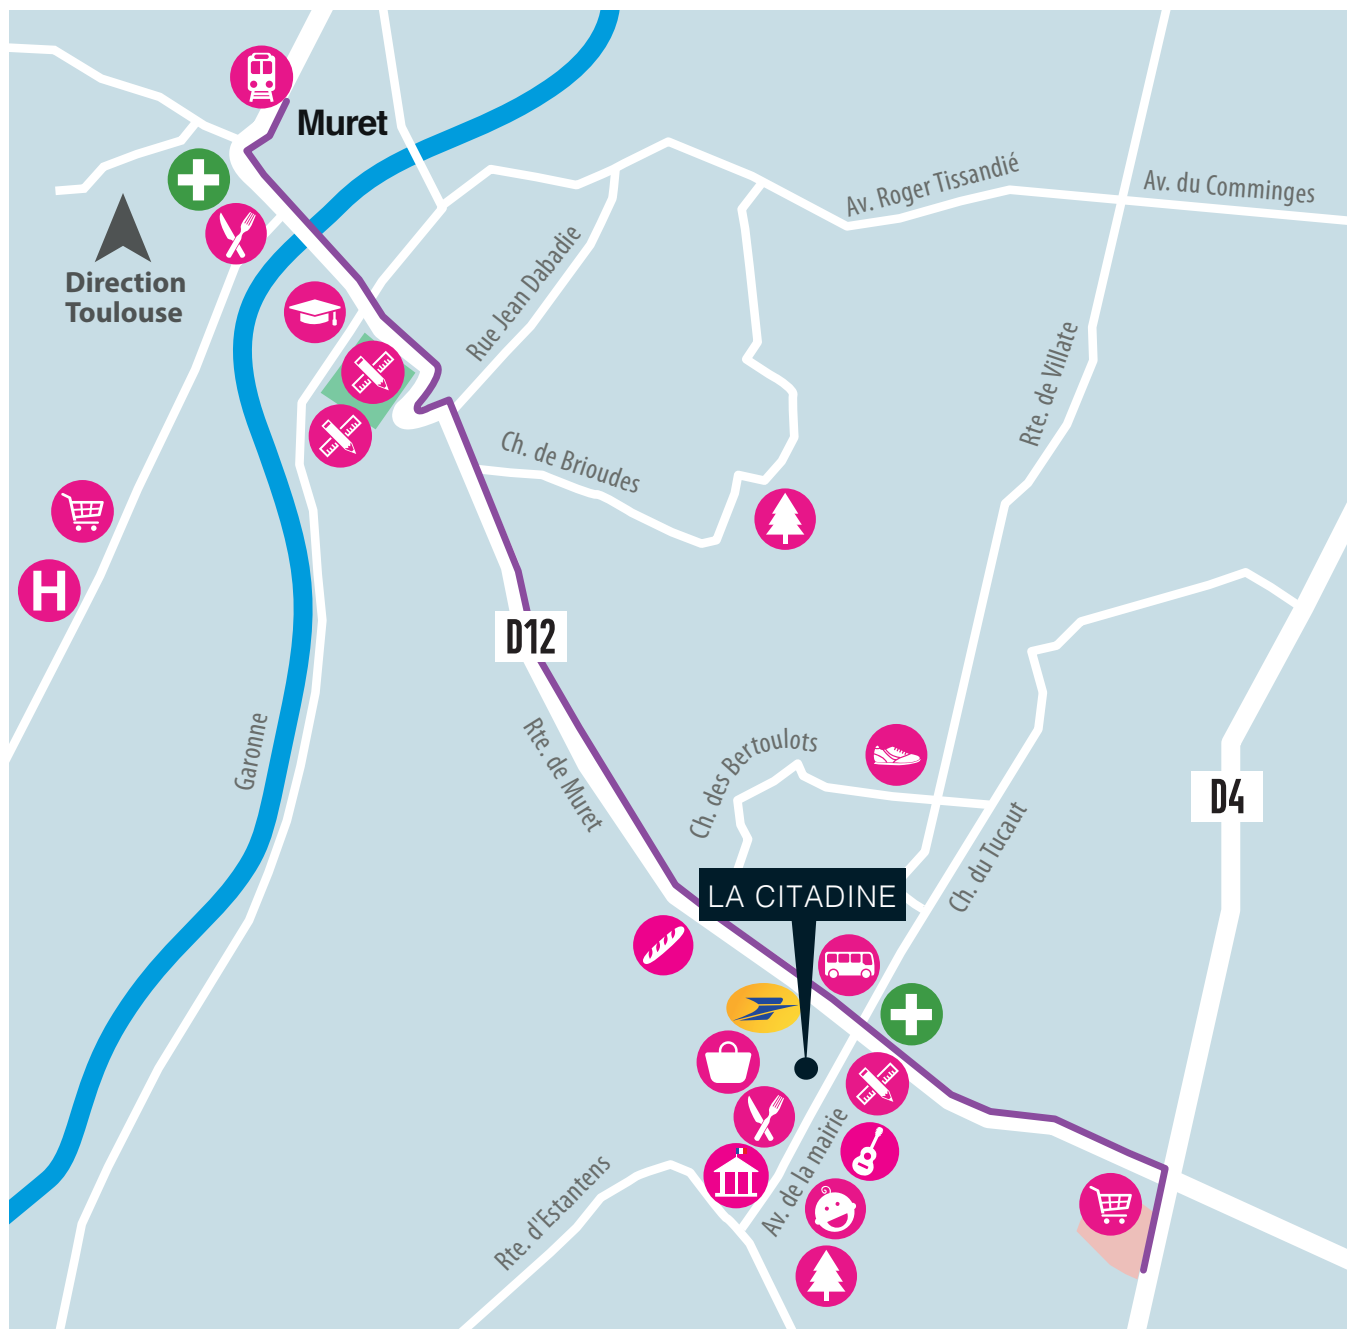 Muret
Av. Roger Tissandié
Av. du Comminges
Direction
Toulouse
Rue Jean Dabadie
Rte. de Villate
Ch. de Brioudes
H
D12
Garonne
Rte. de Muret
Ch. des Bertoulots
D4
Ch. du Tucaut
LA CITADINE
Av. de la mairie
Rte. d'Estantens